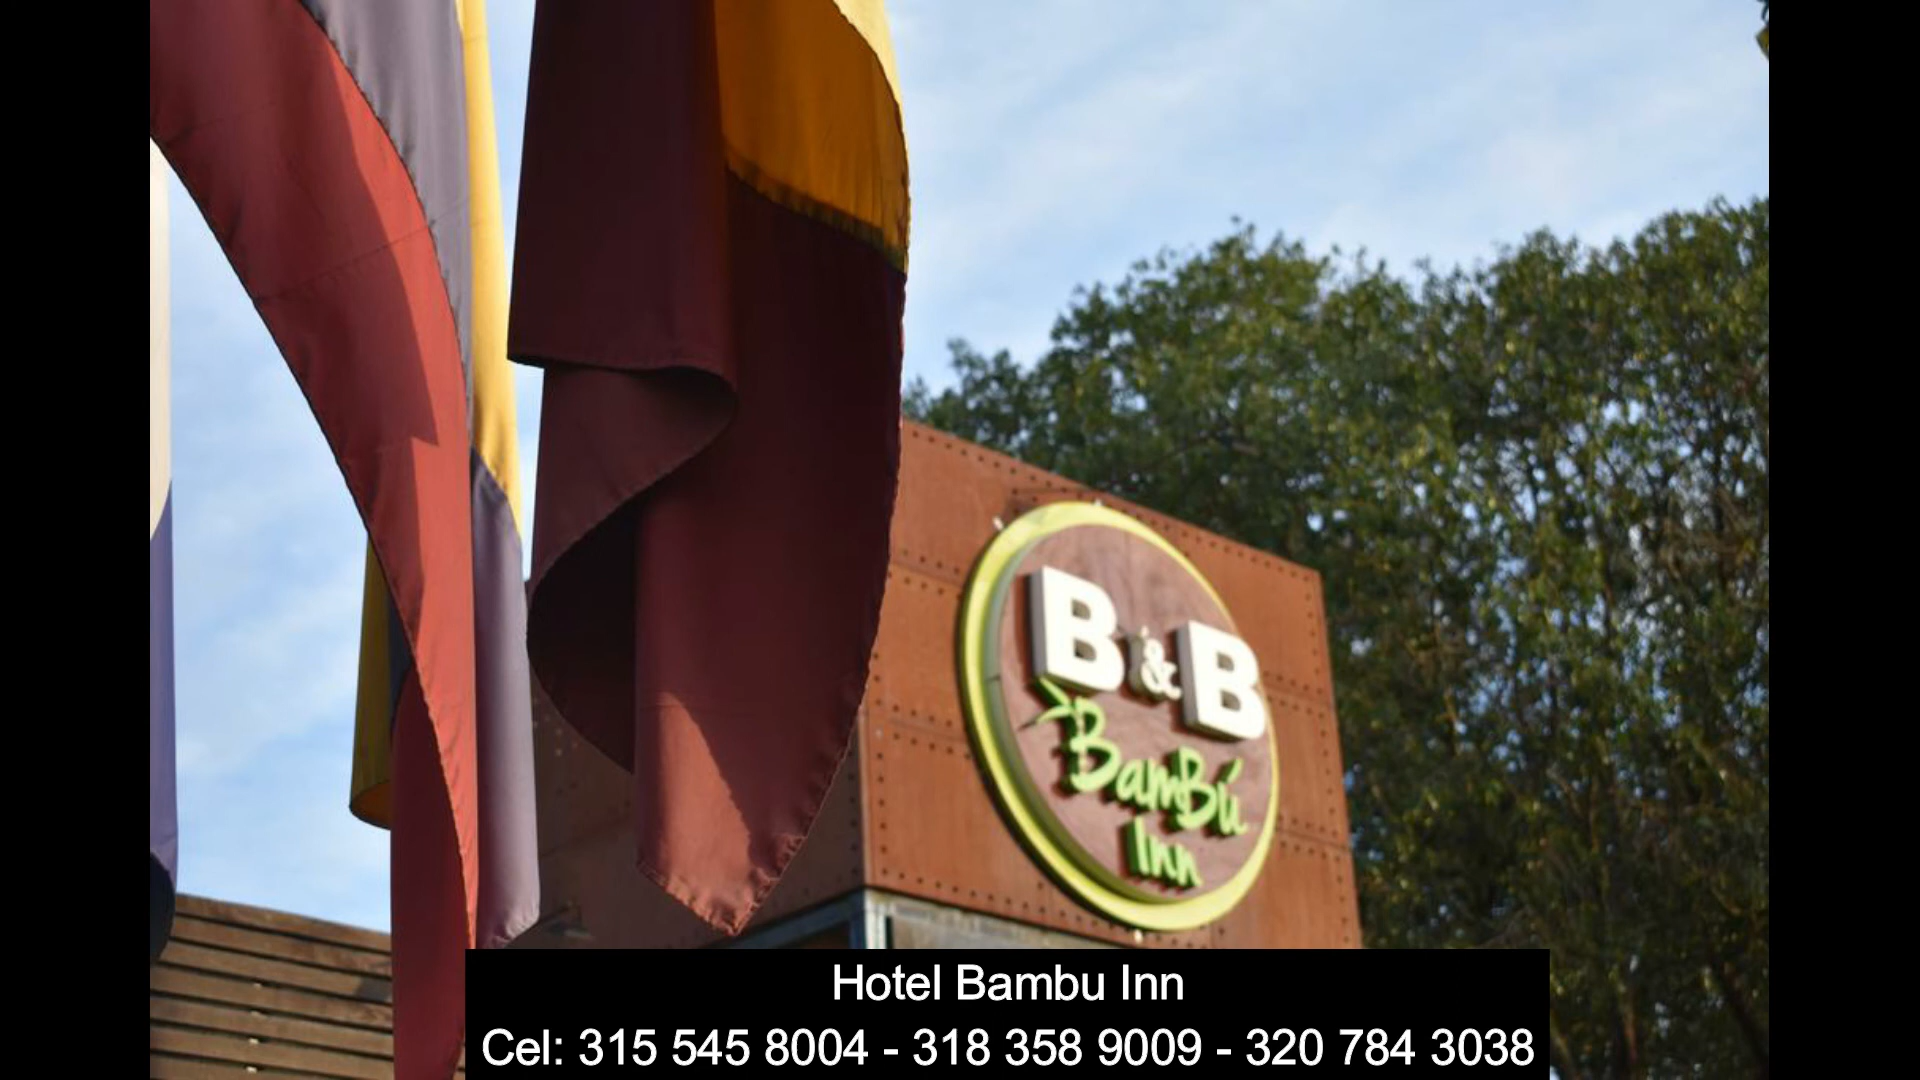 B & B
BamBú
Inn
Hotel Bambu Inn
Cel: 315 545 8004 - 318 358 9009 - 320 784 3038